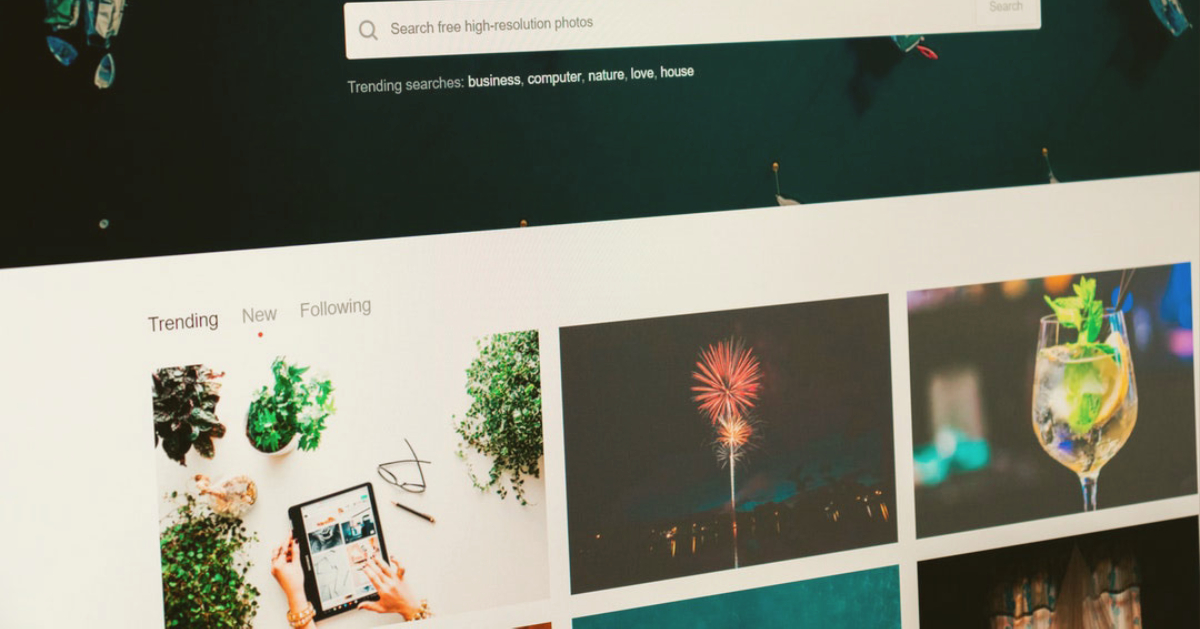 Search free high-resolution photos
Search
Trending searches: business, computer, nature, love, house
Trending
New
Following